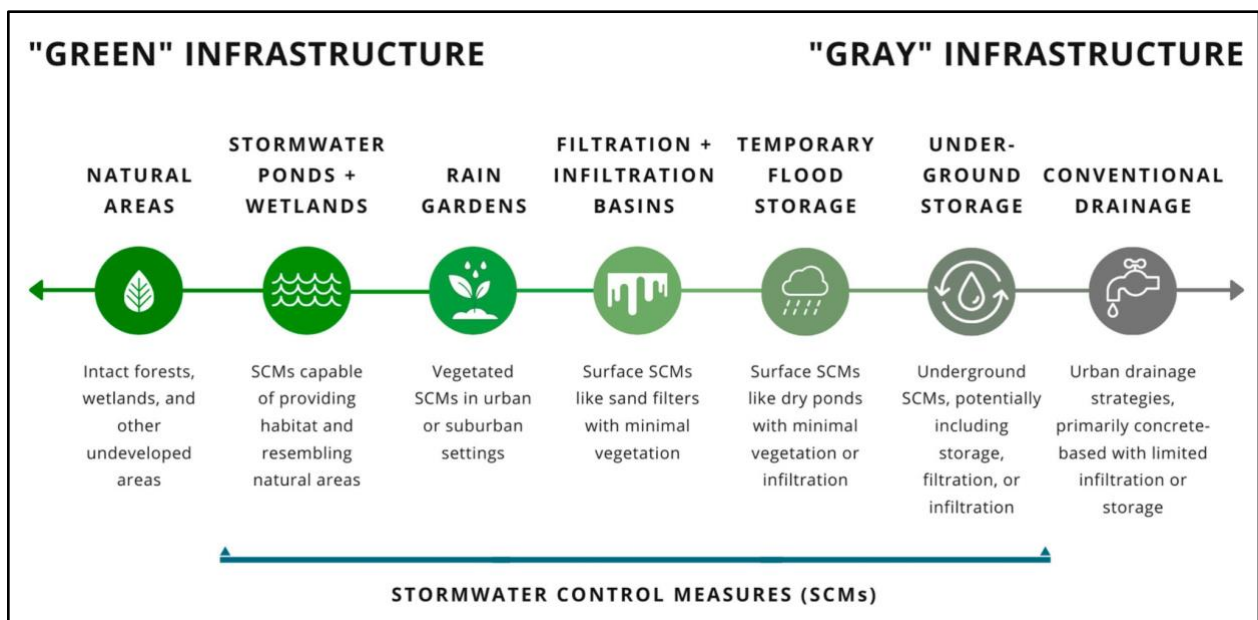 "GREEN" INFRASTRUCTURE
"GRAY" INFRASTRUCTURE
NATURAL
AREAS
STORMWATER
PONDS +
WETLANDS
RAIN
GARDENS
FILTRATION +
INFILTRATION
BASINS
TEMPORARY
FLOOD
STORAGE
UNDER-
GROUND
STORAGE
CONVENTIONAL
DRAINAGE
Intact forests,
wetlands, and
other
undeveloped
areas
SCMs capable
of providing
habitat and
resembling
natural areas
Vegetated
SCMs in urban
or suburban
settings
Surface SCMs
like sand filters
with minimal
vegetation
Surface SCMs
like dry ponds
with minimal
vegetation or
infiltration
Underground
SCMs, potentially
including
storage,
filtration, or
infiltration
Urban drainage
strategies,
primarily concrete-
based with limited
infiltration or
storage
STORMWATER CONTROL MEASURES (SCMs)